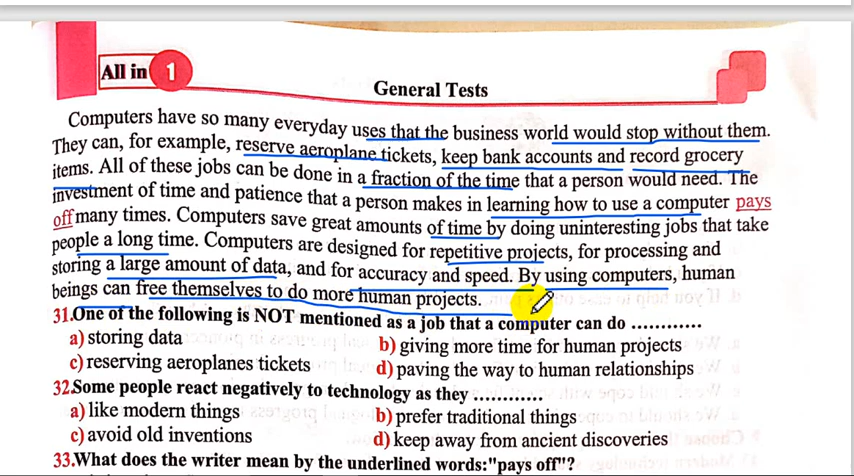 All in 1
General Tests
Computers have so many everyday uses that the business world would stop without them.
They can, for example, reserve aeroplane tickets, keep bank accounts and record grocery
items. All of these jobs can be done in a fraction of the time that a person would need. The
investment of time and patience that a person makes in learning how to use a computer pays
off many times. Computers save great amounts of time by doing uninteresting jobs that take
people a long time. Computers are designed for repetitive projects, for processing and
storing a large amount of data, and for accuracy and speed. By using computers, human
beings can free themselves to do more human projects.
31.One of the following is NOT mentioned as a job that a computer can do ............
a) storing data b) giving more time for human projects
c) reserving aeroplanes tickets d) paving the way to human relationships
32.Some people react negatively to technology as they ............
a) like modern things b) prefer traditional things
c) avoid old inventions d) keep away from ancient discoveries
33.What does the writer mean by the underlined words:"pays off"?